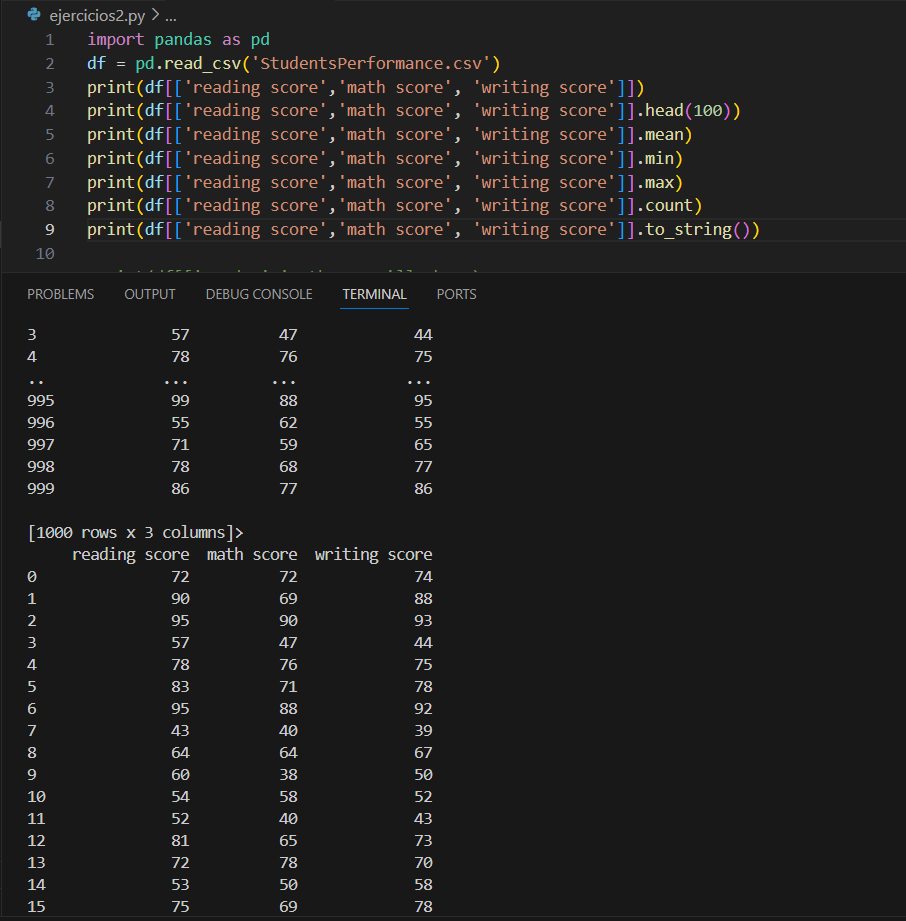 ejercicios2.py > ...
1 import pandas as pd
2 df = pd.read_csv('StudentsPerformance.csv')
3 print(df[['reading score','math score', 'writing score']])
4 print(df[['reading score','math score', 'writing score']].head(100))
5 print(df[['reading score','math score', 'writing score']].mean)
6 print(df[['reading score','math score', 'writing score']].min)
7 print(df[['reading score','math score', 'writing score']].max)
8 print(df[['reading score','math score', 'writing score']].count)
9 print(df[['reading score','math score', 'writing score']].to_string())
10
PROBLEMS OUTPUT DEBUG CONSOLE TERMINAL PORTS
3 57 47 44
4 78 76 75
.. ... ... ...
995 99 88 95
996 55 62 55
997 71 59 65
998 78 68 77
999 86 77 86
[1000 rows x 3 columns]>
reading score math score writing score
0 72 72 74
1 90 69 88
2 95 90 93
3 57 47 44
4 78 76 75
5 83 71 78
6 95 88 92
7 43 40 39
8 64 64 67
9 60 38 50
10 54 58 52
11 52 40 43
12 81 65 73
13 72 78 70
14 53 50 58
15 75 69 78